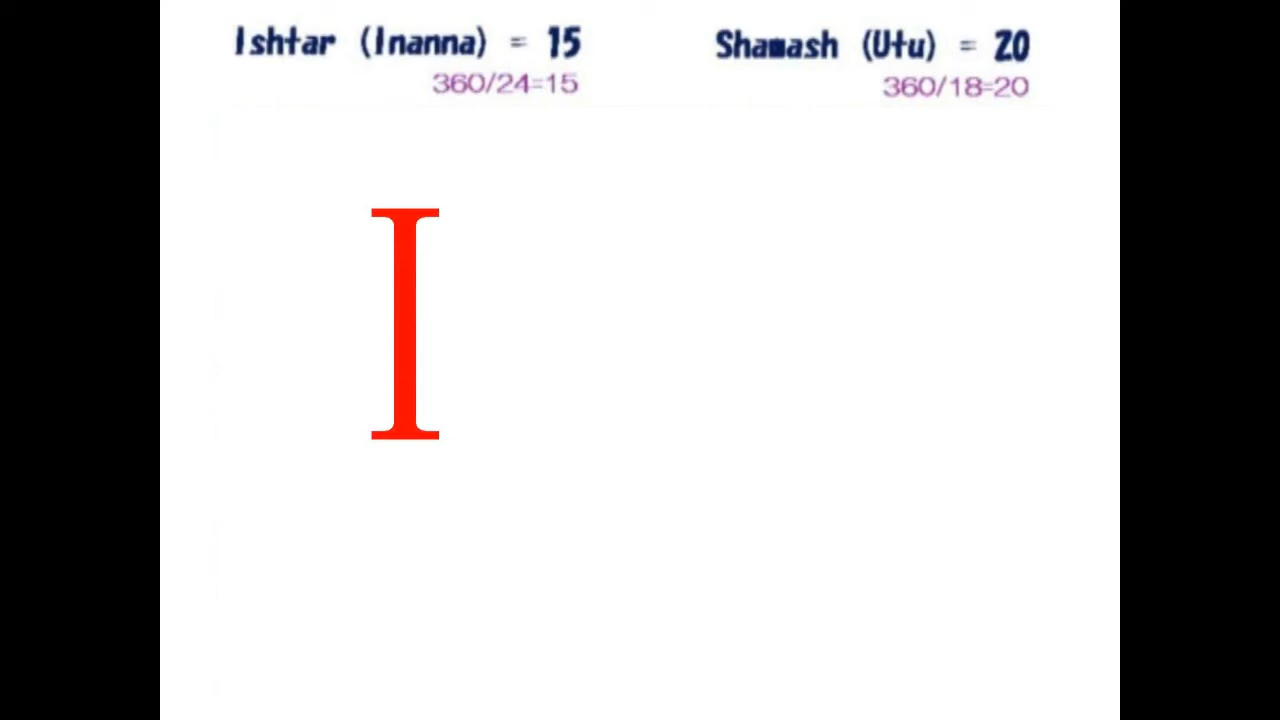 Ishtar (Inanna) = 15
360/24=15
Shamash (Utu) = 20
360/18=20
I